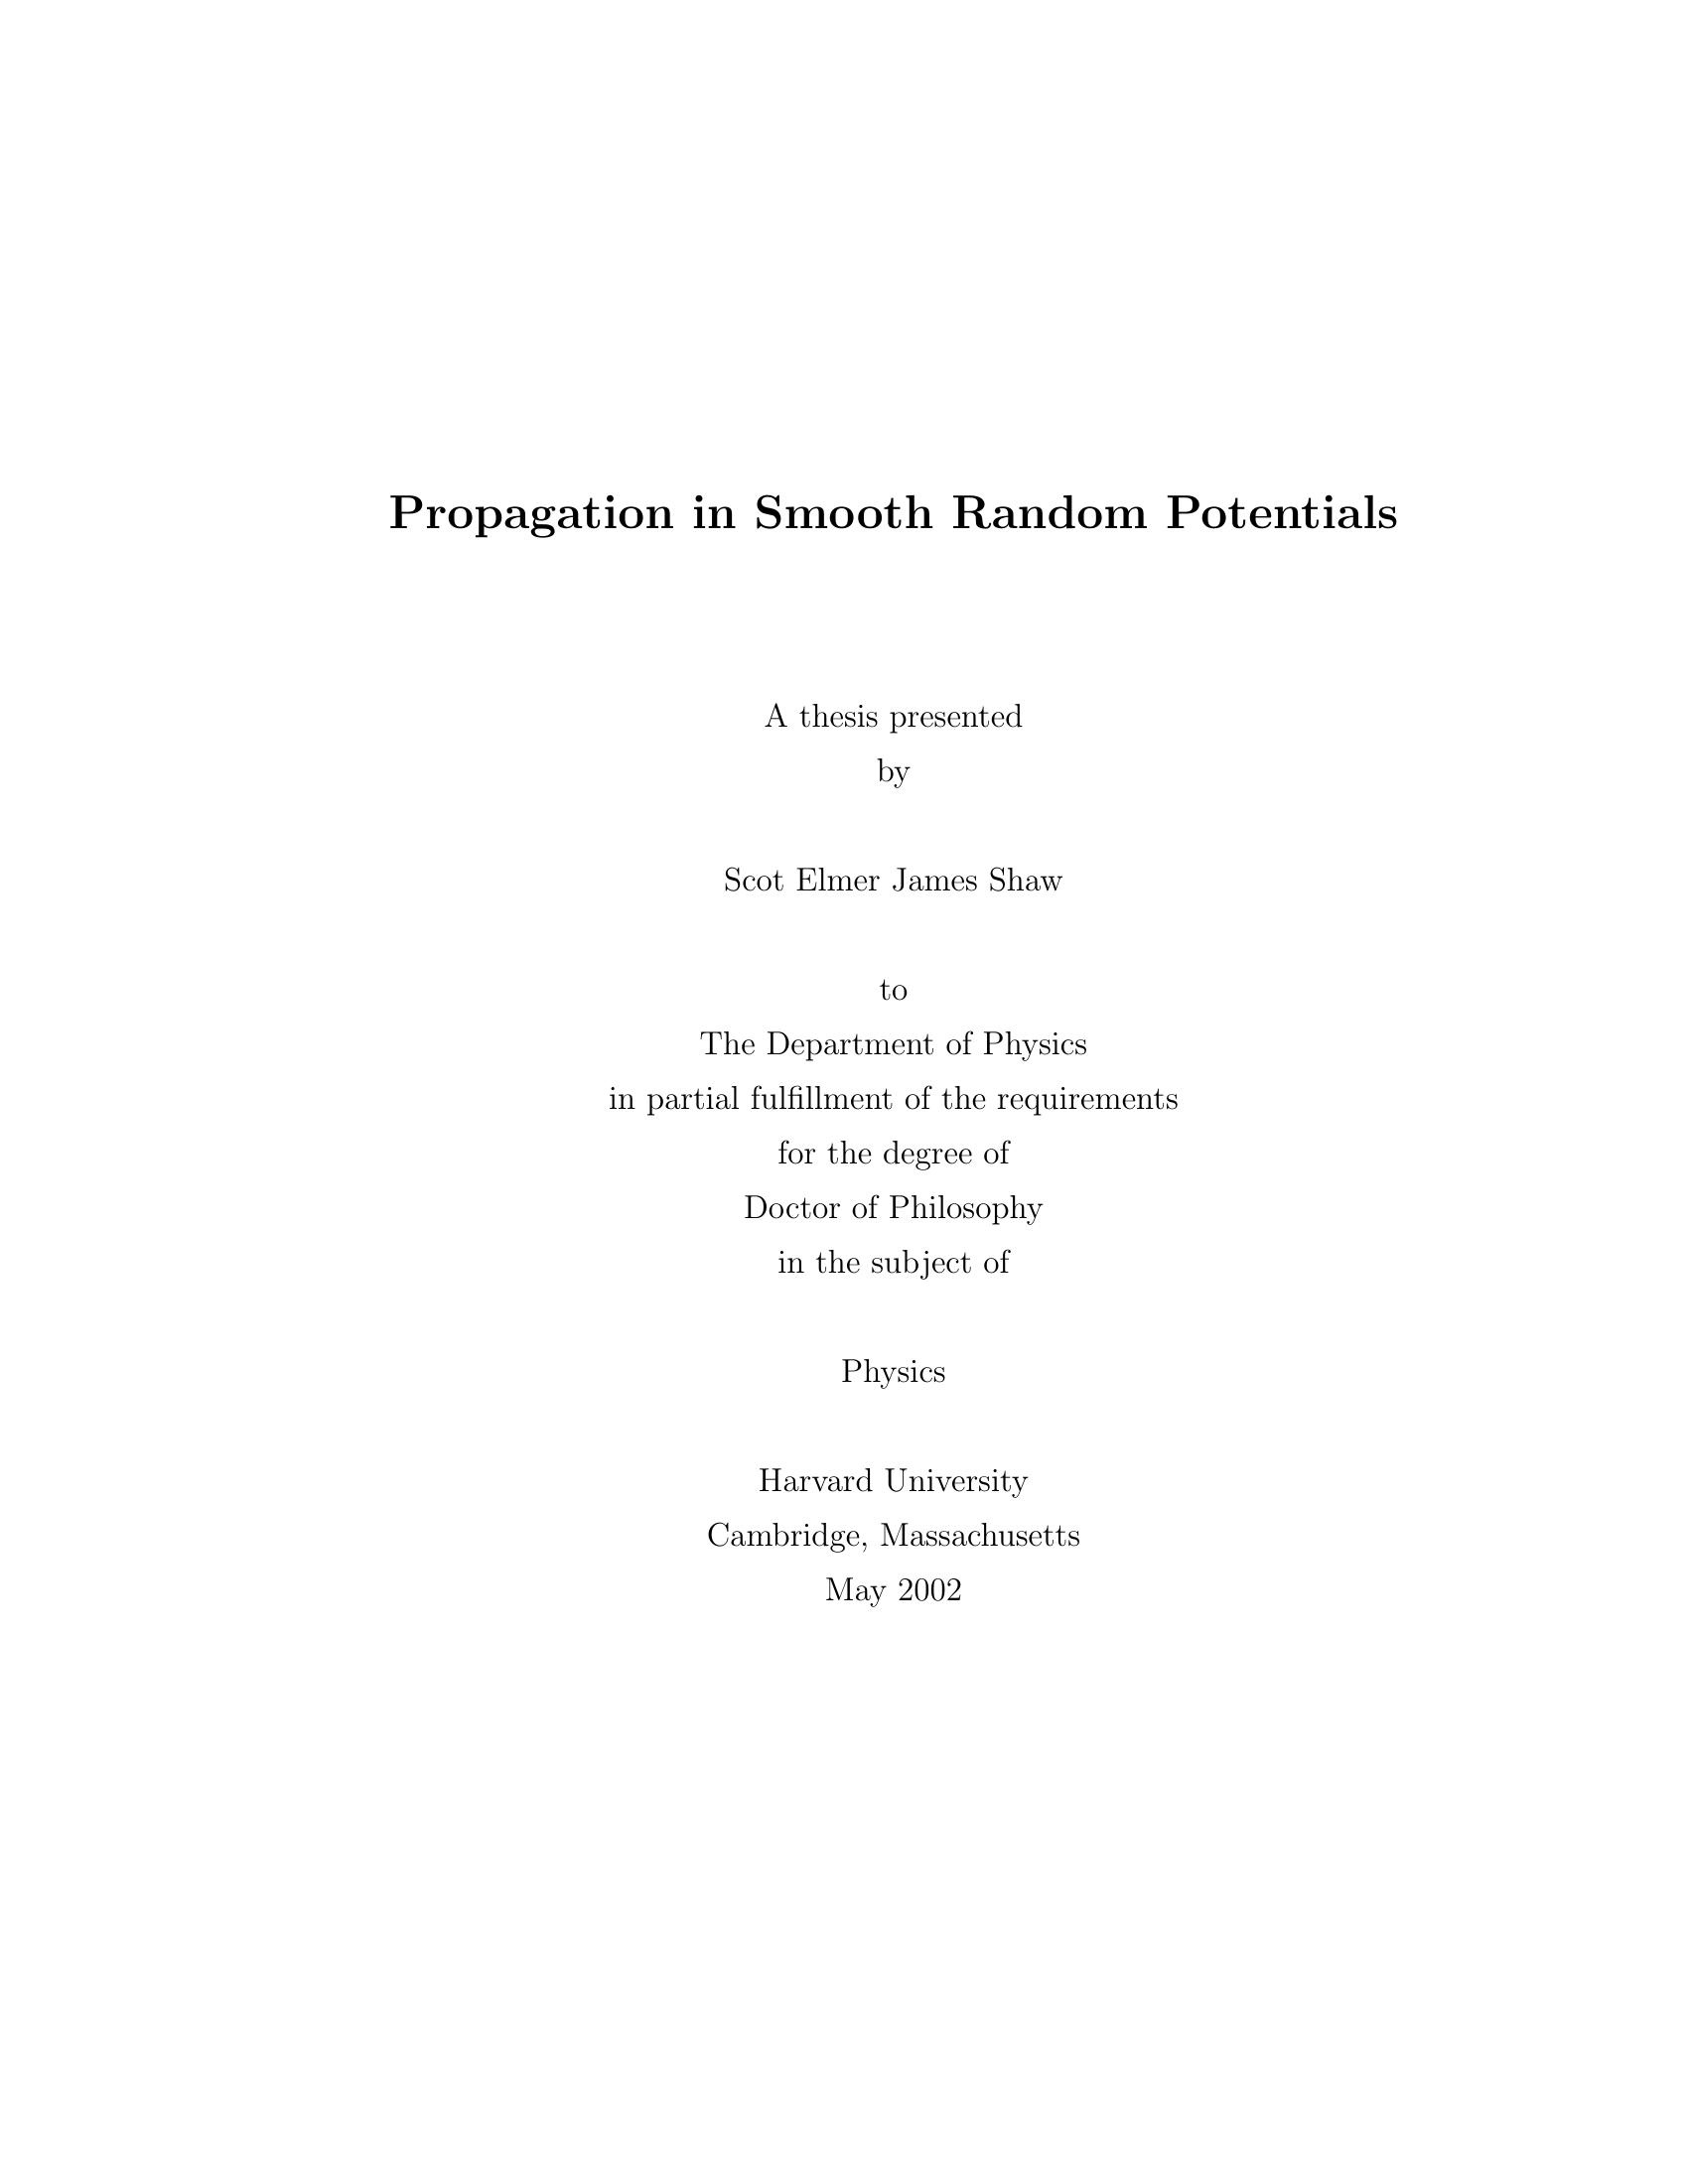 Propagation in Smooth Random Potentials
A thesis presented
by
Scot Elmer James Shaw
to
The Department of Physics
in partial fulfillment of the requirements
for the degree of
Doctor of Philosophy
in the subject of
Physics
Harvard University
Cambridge, Massachusetts
May 2002